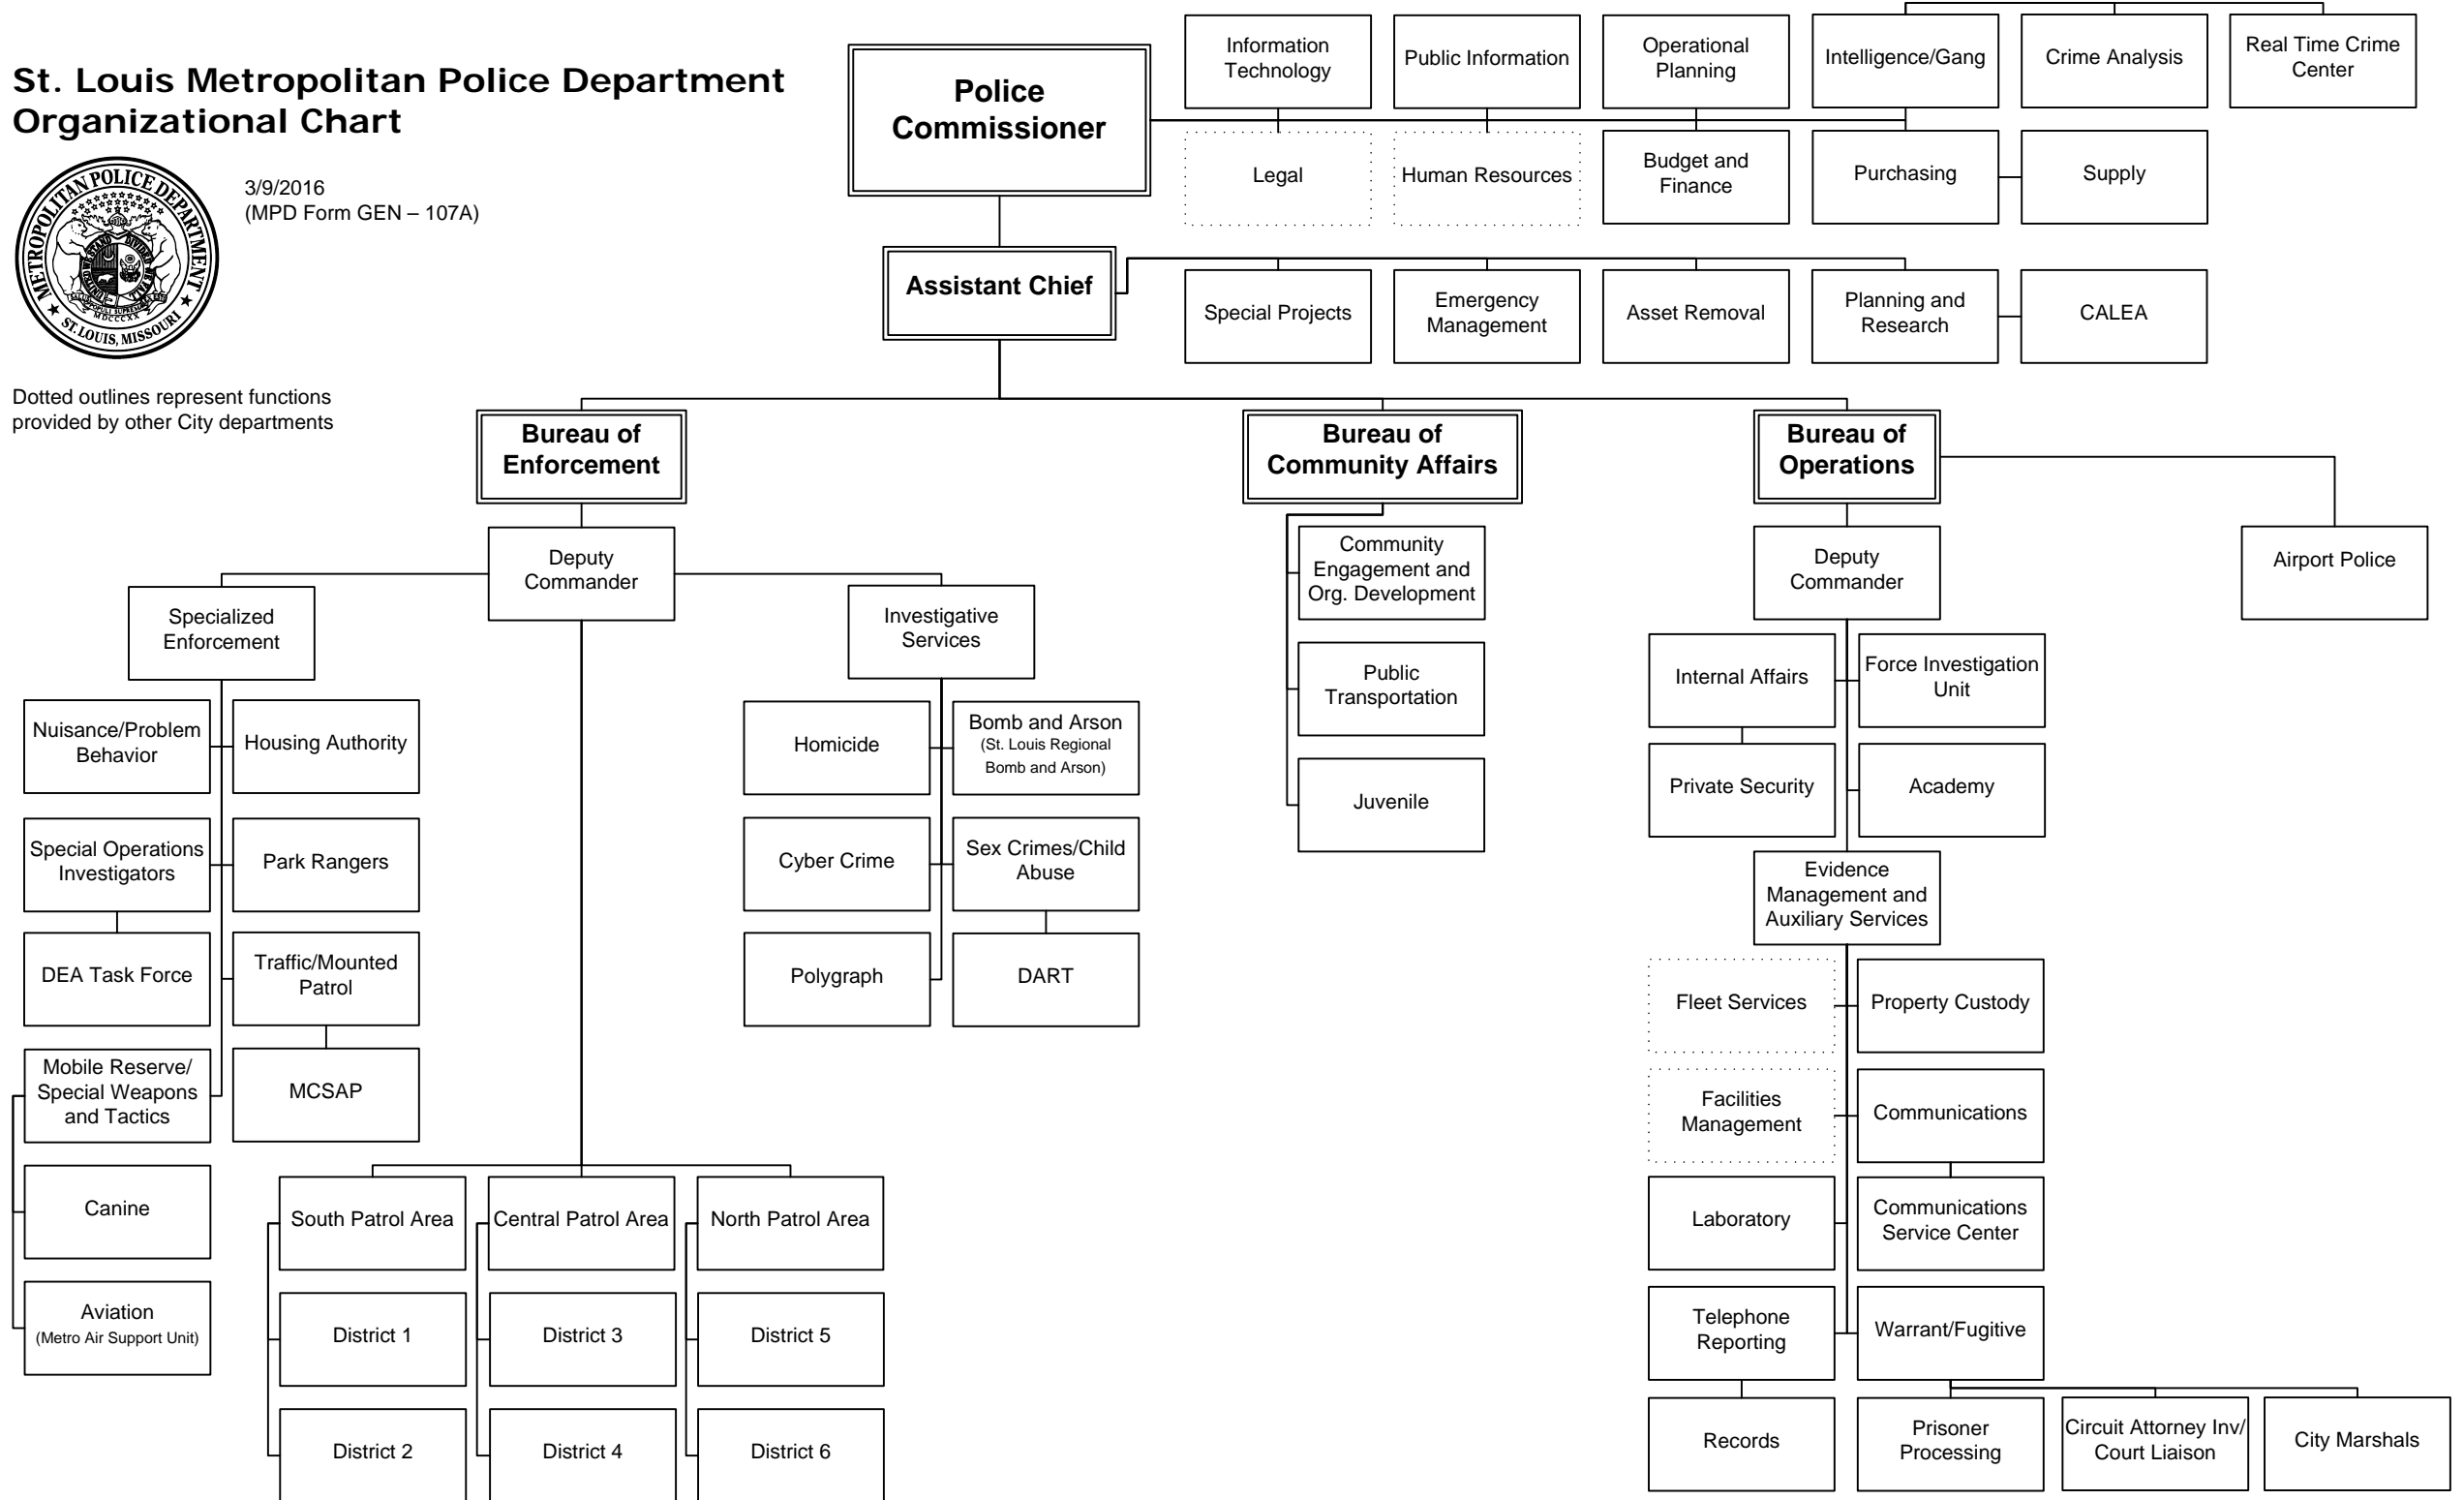 St. Louis Metropolitan Police Department
Organizational Chart
METROPOLITAN POLICE DEPARTMENT
ST. LOUIS, MISSOURI
MDCCCXX
3/9/2016
(MPD Form GEN – 107A)
Dotted outlines represent functions
provided by other City departments
Police
Commissioner
Information
Technology
Public Information
Operational
Planning
Intelligence/Gang
Crime Analysis
Real Time Crime
Center
Legal
Human Resources
Budget and
Finance
Purchasing
Supply
Assistant Chief
Special Projects
Emergency
Management
Asset Removal
Planning and
Research
CALEA
Bureau of
Enforcement
Bureau of
Community Affairs
Bureau of
Operations
Deputy
Commander
Specialized
Enforcement
Investigative
Services
Nuisance/Problem
Behavior
Housing Authority
Special Operations
Investigators
Park Rangers
DEA Task Force
Traffic/Mounted
Patrol
Mobile Reserve/
Special Weapons
and Tactics
MCSAP
Canine
Aviation
(Metro Air Support Unit)
South Patrol Area
Central Patrol Area
North Patrol Area
District 1
District 3
District 5
District 2
District 4
District 6
Homicide
Bomb and Arson
(St. Louis Regional
Bomb and Arson)
Cyber Crime
Sex Crimes/Child
Abuse
Polygraph
DART
Community
Engagement and
Org. Development
Public
Transportation
Juvenile
Deputy
Commander
Airport Police
Internal Affairs
Force Investigation
Unit
Private Security
Academy
Evidence
Management and
Auxiliary Services
Fleet Services
Property Custody
Facilities
Management
Communications
Laboratory
Communications
Service Center
Telephone
Reporting
Warrant/Fugitive
Records
Prisoner
Processing
Circuit Attorney Inv/
Court Liaison
City Marshals